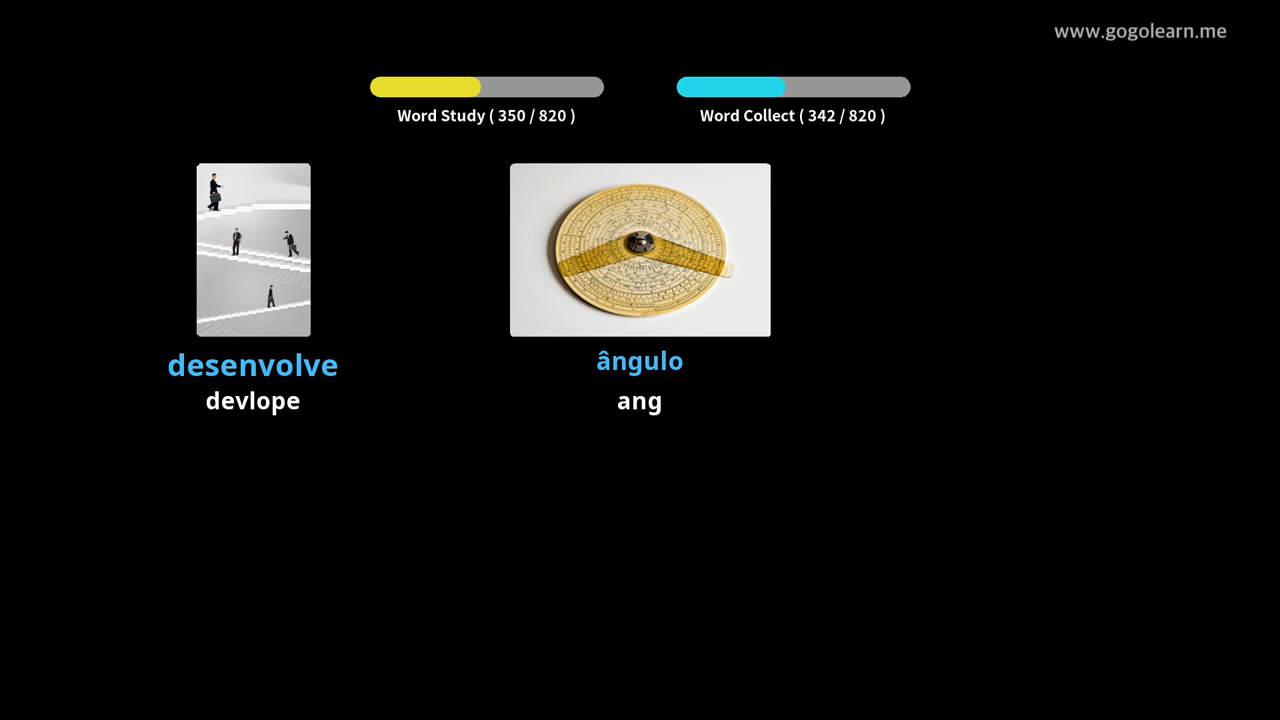 www.gogolearn.me
Word Study ( 350 / 820 )
Word Collect ( 342 / 820 )
desenvolve
devlope
ângulo
ang